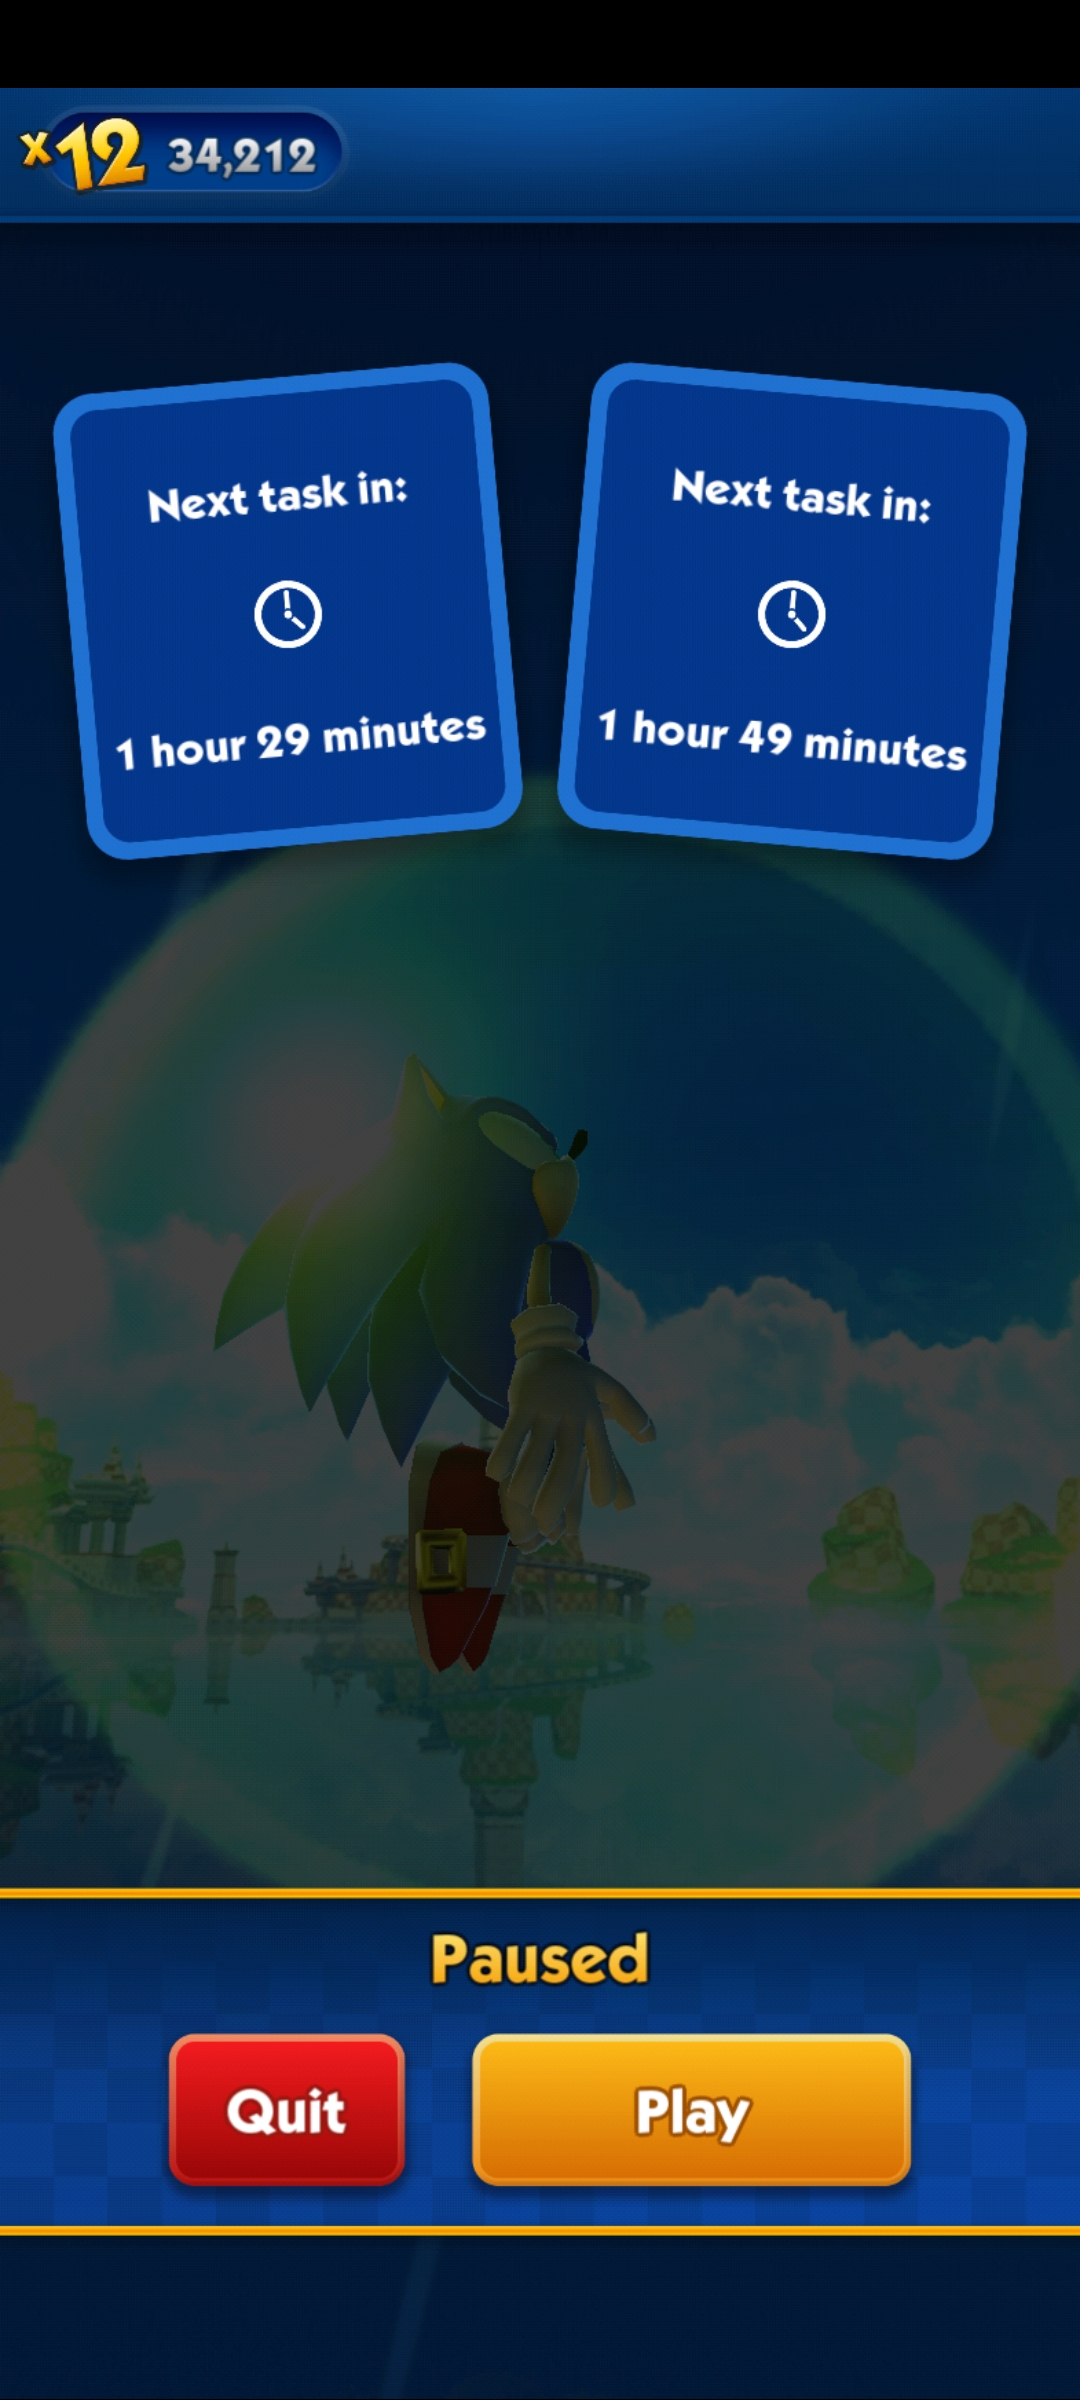 x12 34,212
Next task in:
1 hour 29 minutes
Next task in:
1 hour 49 minutes
Paused
Quit
Play